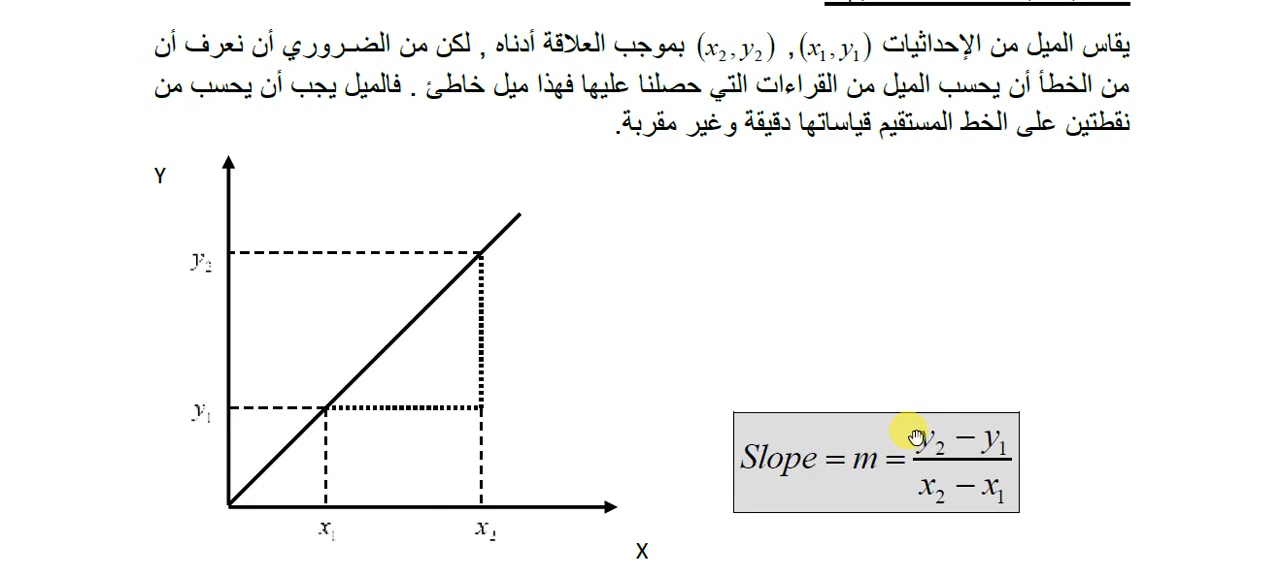 يقاس الميل من الإحداثيات (x₁, y₁), (x₂, y₂) بموجب العلاقة أدناه , لكن من الضروري أن نعرف أن
من الخطأ أن يحسب الميل من القراءات التي حصلنا عليها فهذا ميل خاطئ . فالميل يجب أن يحسب من
نقطتين على الخط المستقيم قياساتها دقيقة وغير مقربة.
Y
y₂
y₁
Slope = m = (y₂ − y₁) / (x₂ − x₁)
x₁ x₂
X